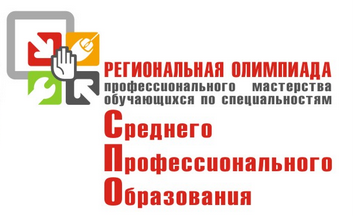 РЕГИОНАЛЬНАЯ ОЛИМПИАДА
профессионального мастерства
обучающихся по специальностям
Среднего
Профессионального
Образования